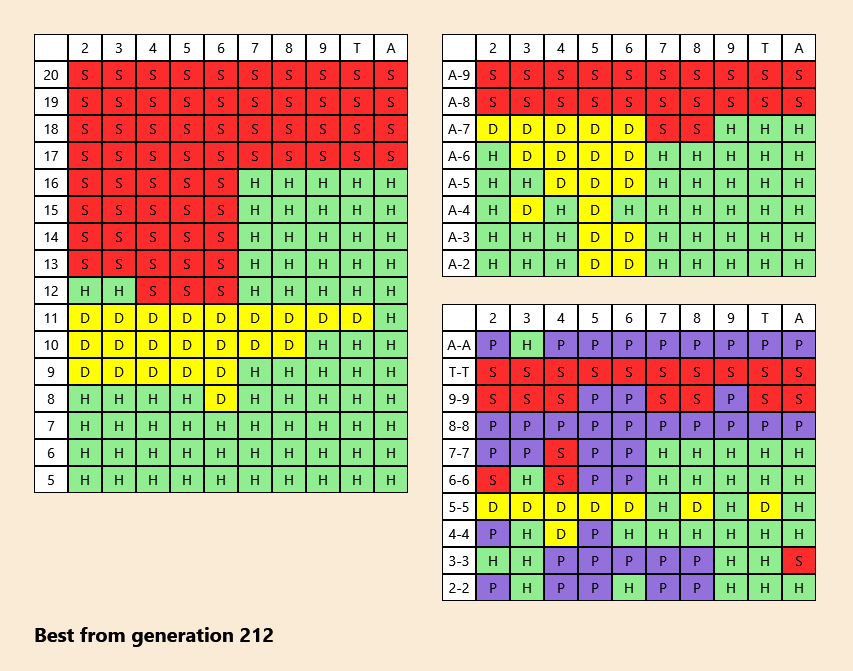 2 3 4 5 6 7 8 9 T A
20 S S S S S S S S S S
19 S S S S S S S S S S
18 S S S S S S S S S S
17 S S S S S S S S S S
16 S S S S S H H H H H
15 S S S S S H H H H H
14 S S S S S H H H H H
13 S S S S S H H H H H
12 H H S S S H H H H H
11 D D D D D D D D D H
10 D D D D D D D H H H
9 D D D D D H H H H H
8 H H H H D H H H H H
7 H H H H H H H H H H
6 H H H H H H H H H H
5 H H H H H H H H H H
2 3 4 5 6 7 8 9 T A
A-9 S S S S S S S S S S
A-8 S S S S S S S S S S
A-7 D D D D D S S H H H
A-6 H D D D D H H H H H
A-5 H H D D D H H H H H
A-4 H D H D H H H H H H
A-3 H H H D D H H H H H
A-2 H H H D D H H H H H
2 3 4 5 6 7 8 9 T A
A-A P H P P P P P P P P
T-T S S S S S S S S S S
9-9 S S S P P S S P S S
8-8 P P P P P P P P P P
7-7 P P S P P H H H H H
6-6 S H S P P H H H H H
5-5 D D D D D H D H D H
4-4 P H D P H H H H H H
3-3 H H P P P P P H H S
2-2 P H P P H P P H H H
Best from generation 212